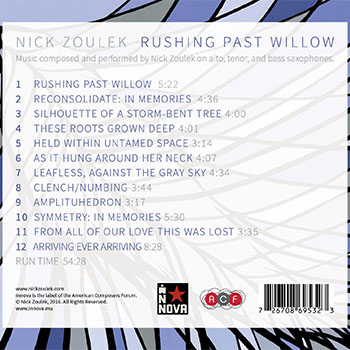 NICK ZOULEK RUSHING PAST WILLOW
Music composed and performed by Nick Zoulek on alto, tenor, and bass saxophones.
1 RUSHING PAST WILLOW 5:22
2 RECONSOLIDATE: IN MEMORIES 4:36
3 SILHOUETTE OF A STORM-BENT TREE 4:00
4 THESE ROOTS GROWN DEEP 4:01
5 HELD WITHIN UNTAMED SPACE 3:14
6 AS IT HUNG AROUND HER NECK 4:07
7 LEAFLESS, AGAINST THE GRAY SKY 4:34
8 CLENCH/NUMBING 3:44
9 AMPLITUHEDRON 3:17
10 SYMMETRY: IN MEMORIES 5:30
11 FROM ALL OF OUR LOVE THIS WAS LOST 3:35
12 ARRIVING EVER ARRIVING 8:28
RUN TIME 54:28
www.nickzoulek.com
innova is the label of the American Composers Forum.
© Nick Zoulek, 2016. All Rights Reserved.
www.innova.mu
INNOVA
ACF
7 26708 69532 3